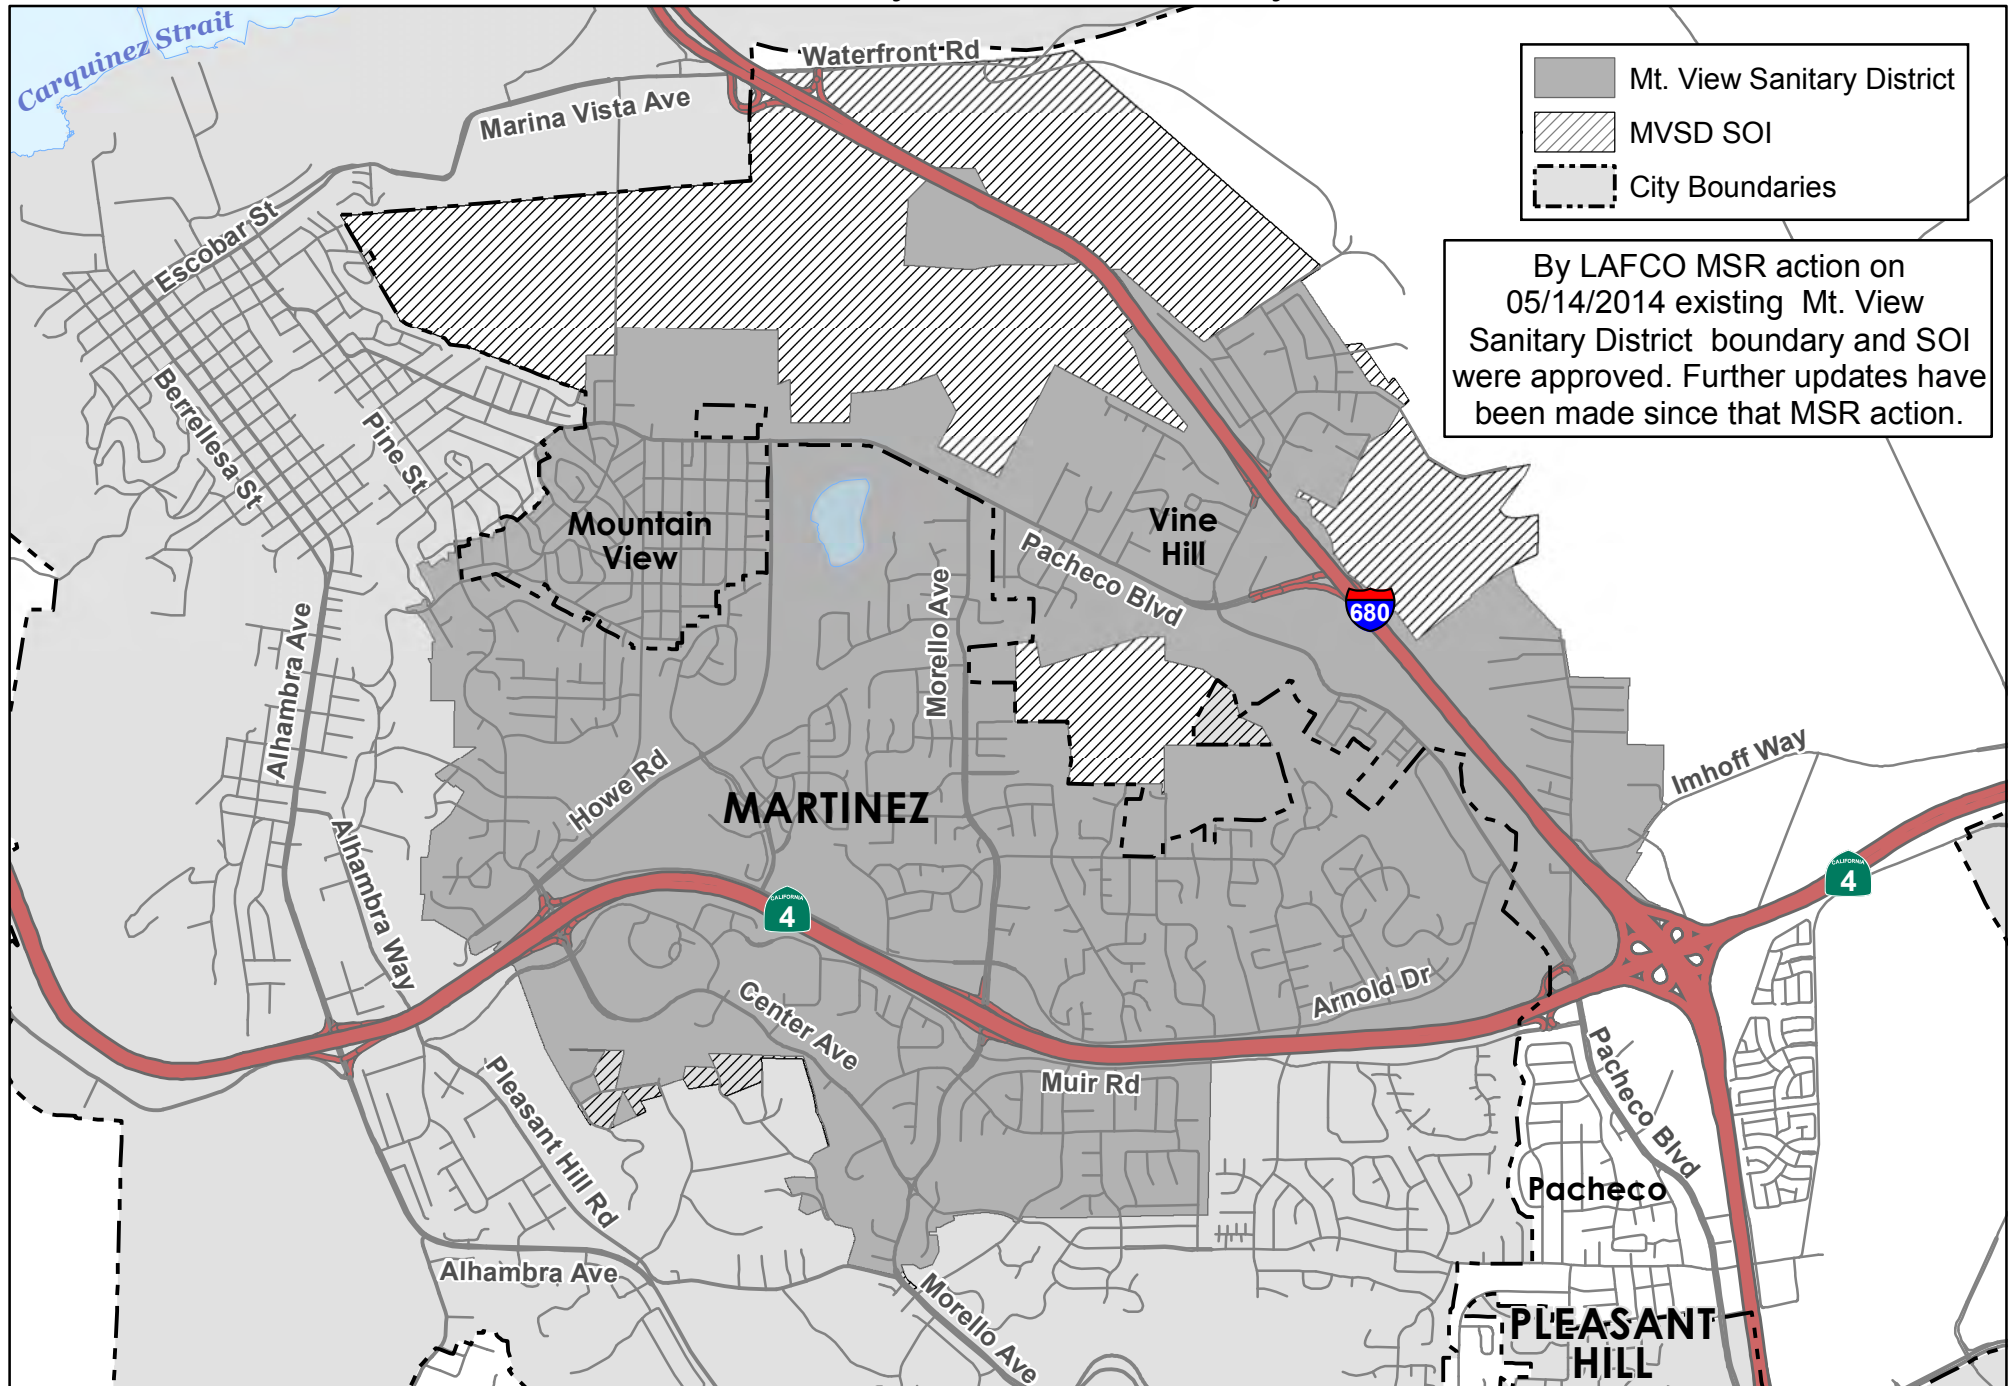 Carquinez Strait
Waterfront Rd
Marina Vista Ave
Mt. View Sanitary District
MVSD SOI
City Boundaries
By LAFCO MSR action on
05/14/2014 existing Mt. View
Sanitary District boundary and SOI
were approved. Further updates have
been made since that MSR action.
Escobar St
Berrellesa St
Pine St
Mountain
View
Vine
Hill
Pacheco Blvd
Morello Ave
680
Alhambra Ave
Howe Rd
MARTINEZ
Imhoff Way
Alhambra Way
CALIFORNIA
4
CALIFORNIA
4
Center Ave
Arnold Dr
Muir Rd
Pacheco Blvd
Pleasant Hill Rd
Pacheco
Alhambra Ave
Morello Ave
PLEASANT
HILL